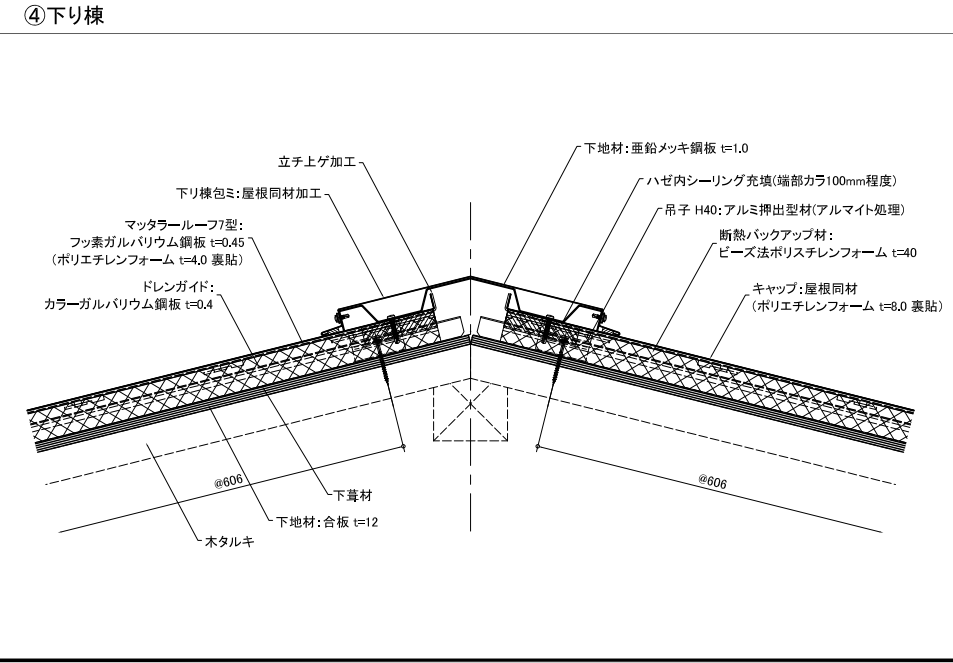 ④下り棟
下地材：亜鉛メッキ鋼板 t=1.0
立チ上ゲ加工
ハゼ内シーリング充填(端部カラ100mm程度)
下リ棟包ミ：屋根同材加工
吊子 H40：アルミ押出型材(アルマイト処理)
マッタラールーフ7型：
フッ素ガルバリウム鋼板 t=0.45
(ポリエチレンフォーム t=4.0 裏貼)
断熱バックアップ材：
ビーズ法ポリスチレンフォーム t=40
ドレンガイド：
カラーガルバリウム鋼板 t=0.4
キャップ：屋根同材
(ポリエチレンフォーム t=8.0 裏貼)
@606
@606
下葺材
下地材：合板 t=12
木タルキ